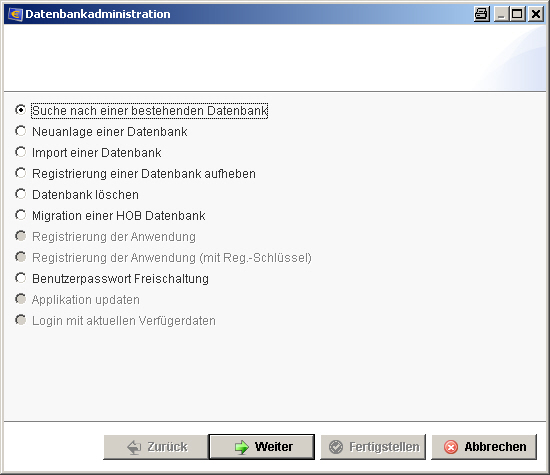 Datenbankadministration
Suche nach einer bestehenden Datenbank
Neuanlage einer Datenbank
Import einer Datenbank
Registrierung einer Datenbank aufheben
Datenbank löschen
Migration einer HOB Datenbank
Registrierung der Anwendung
Registrierung der Anwendung (mit Reg.-Schlüssel)
Benutzerpasswort Freischaltung
Applikation updaten
Login mit aktuellen Verfügerdaten
Zurück Weiter Fertigstellen Abbrechen